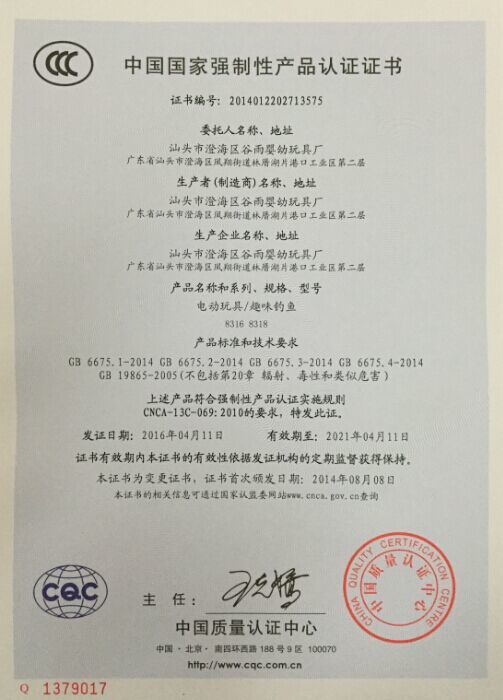 中国国家强制性产品认证证书
证书编号：2014012202713575
委托人名称、地址
汕头市澄海区谷雨婴幼玩具厂
广东省汕头市澄海区凤翔街道林厝湖片港口工业区第二层
生产者(制造商)名称、地址
汕头市澄海区谷雨婴幼玩具厂
广东省汕头市澄海区凤翔街道林厝湖片港口工业区第二层
生产企业名称、地址
汕头市澄海区谷雨婴幼玩具厂
广东省汕头市澄海区凤翔街道林厝湖片港口工业区第二层
产品名称和系列、规格、型号
电动玩具/趣味钓鱼
8316 8318
产品标准和技术要求
GB 6675.1-2014 GB 6675.2-2014 GB 6675.3-2014 GB 6675.4-2014
GB 19865-2005(不包括第20章 辐射、毒性和类似危害)
上述产品符合强制性产品认证实施规则
CNCA-13C-069:2010的要求，特发此证。
发证日期：2016年04月11日 有效期至：2021年04月11日
证书有效期内本证书的有效性依据发证机构的定期监督获得保持。
本证书为变更证书，证书首次颁发日期：2014年08月08日
本证书的相关信息可通过国家认监委网站www.cnca.gov.cn查询
CQC
主任：
CHINA QUALITY CERTIFICATION CENTRE
中国质量认证中心
中国质量认证中心
中国·北京·南四环西路188号9区 100070
http://www.cqc.com.cn
Q 1379017